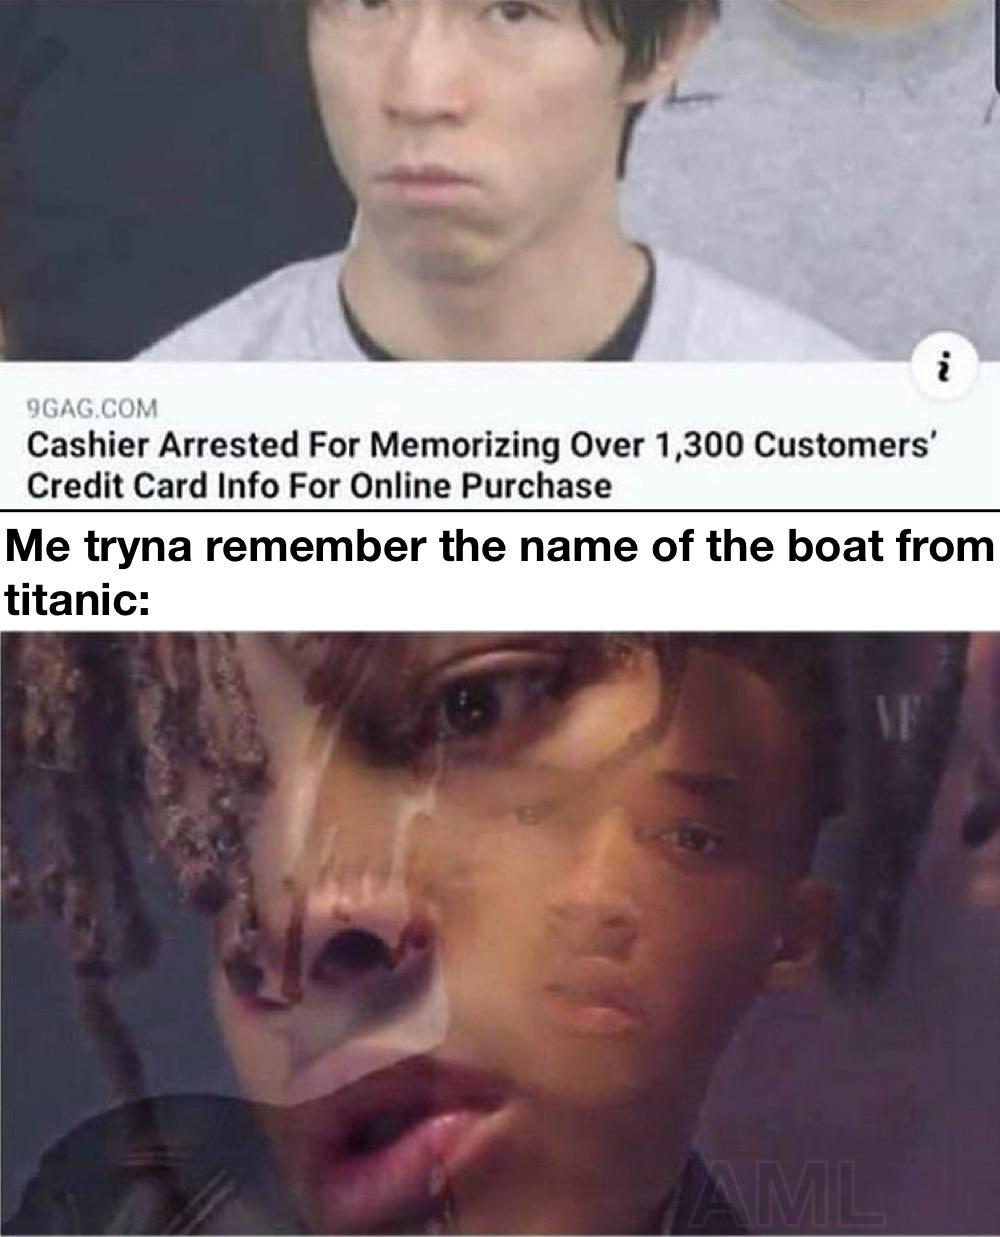 9GAG.COM
Cashier Arrested For Memorizing Over 1,300 Customers'
Credit Card Info For Online Purchase
Me tryna remember the name of the boat from
titanic:
VF
AML